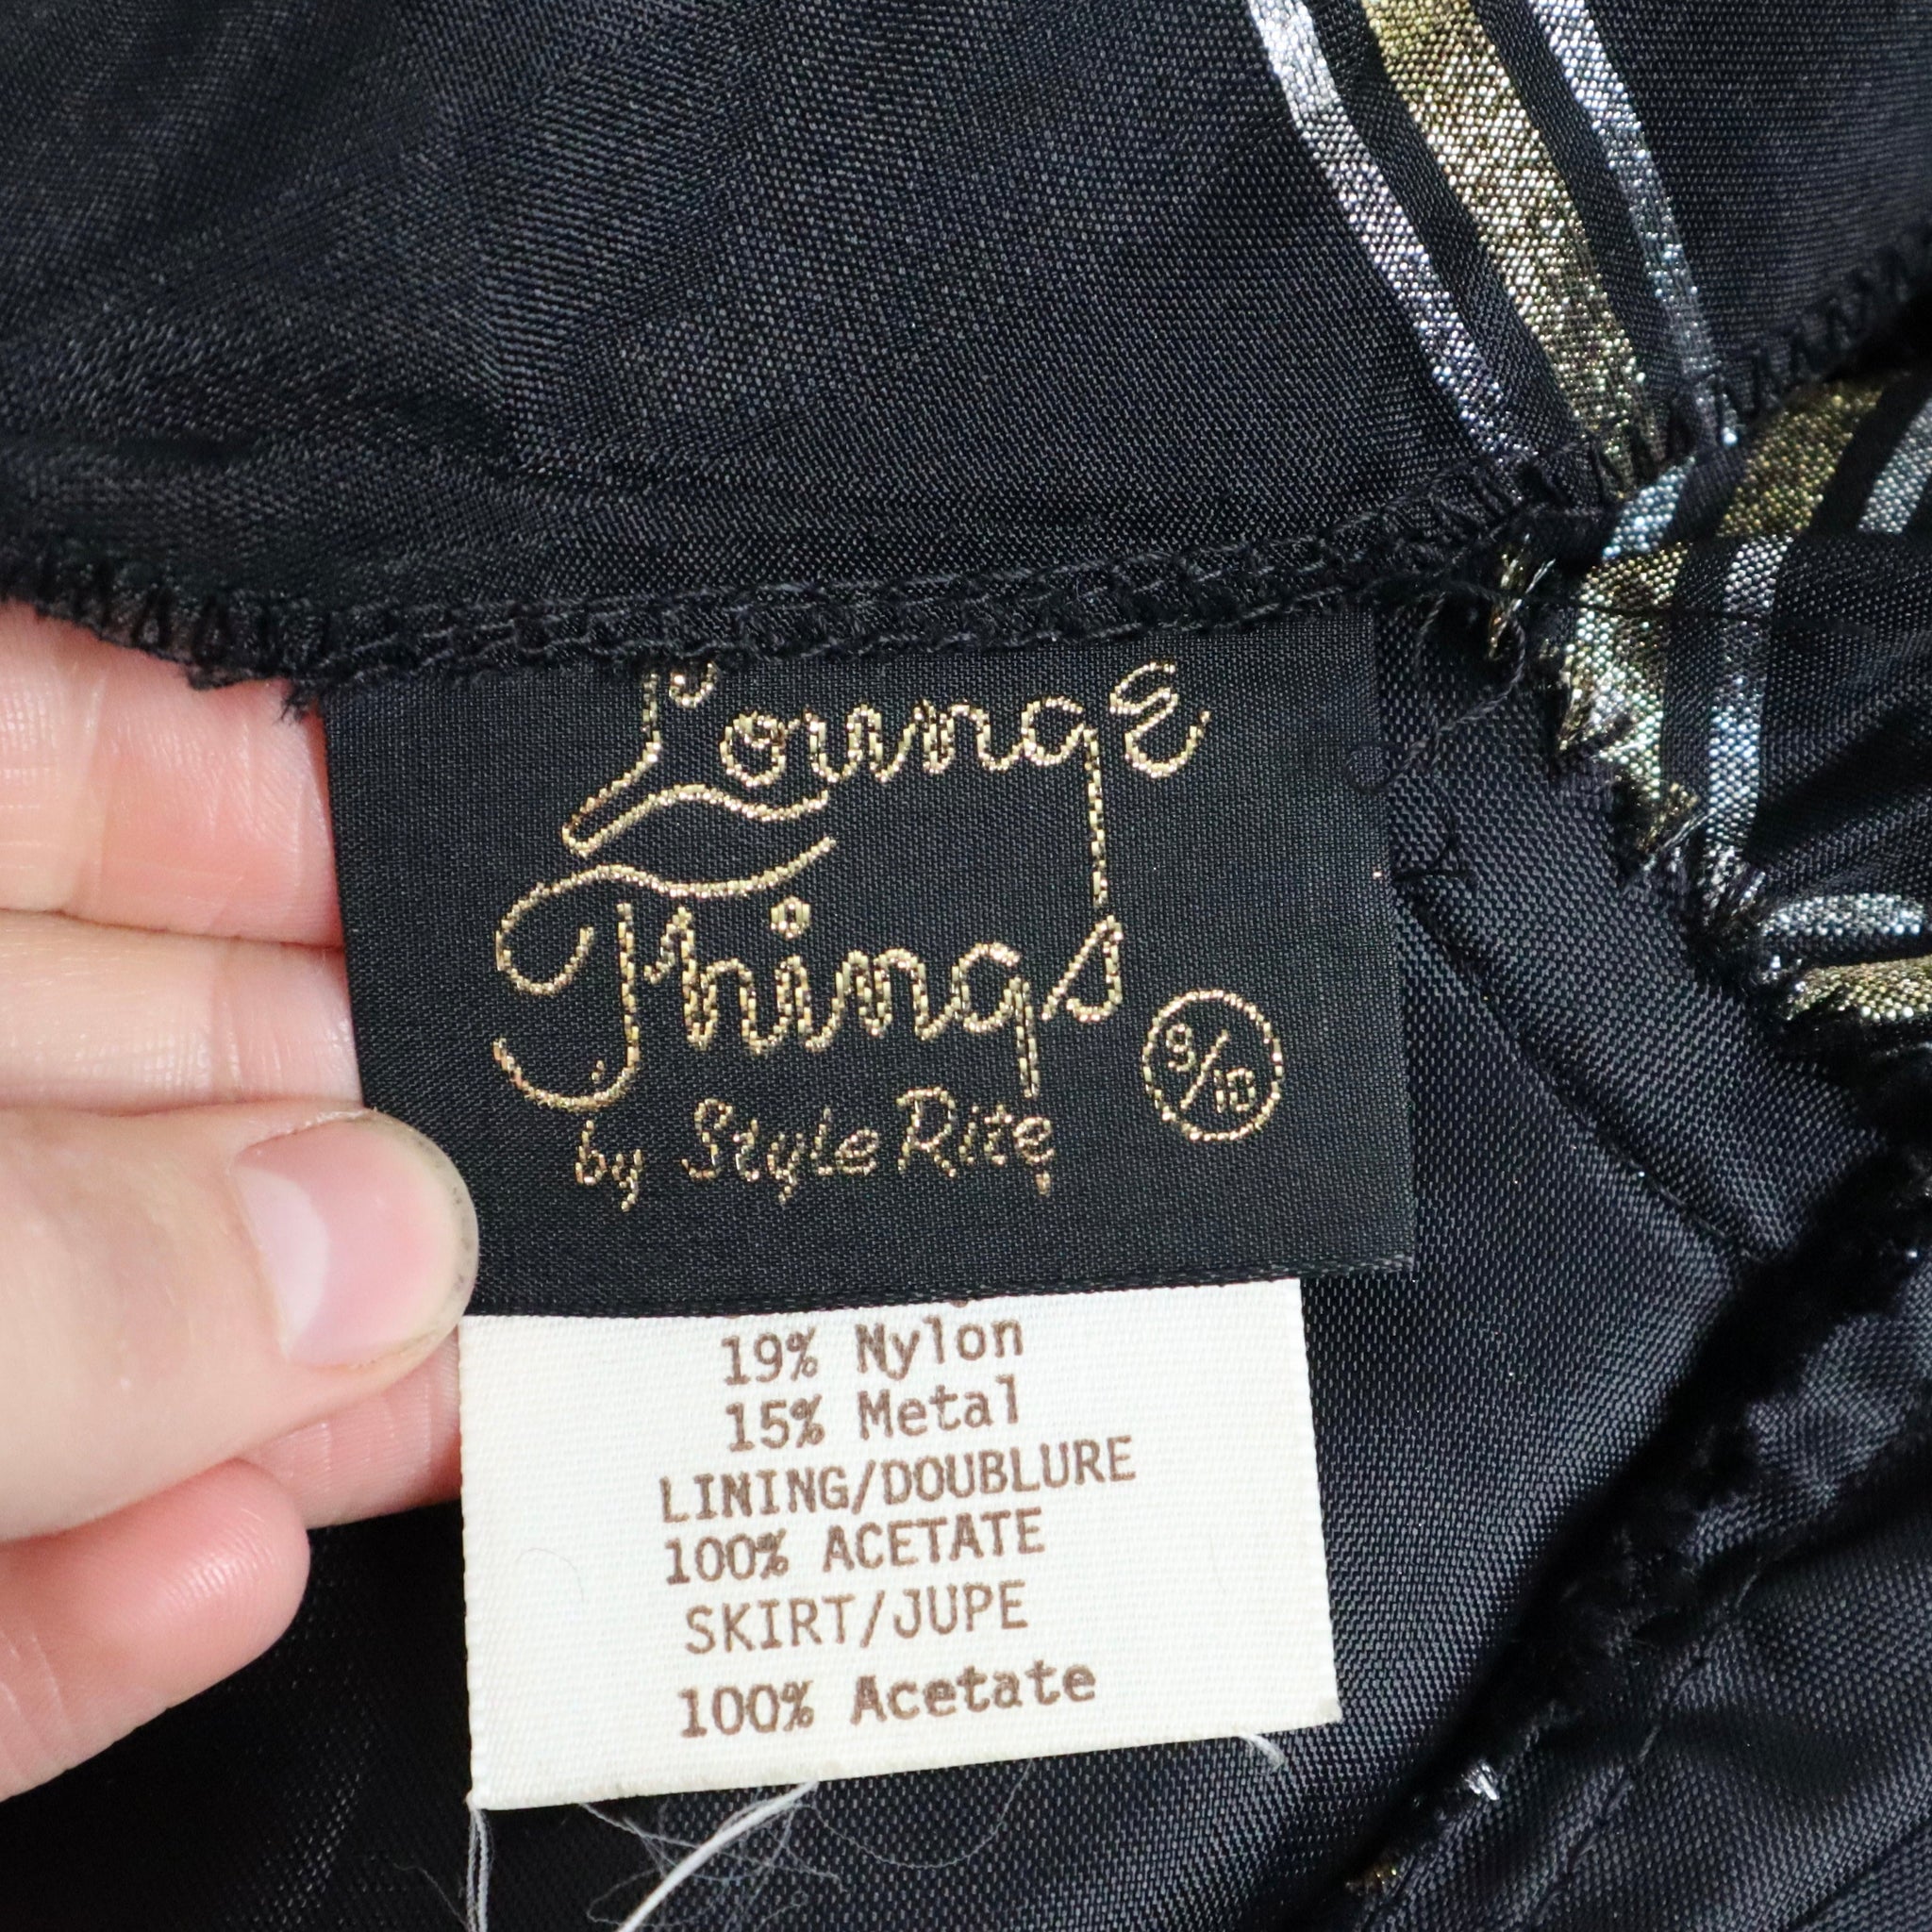 Lounge
Things
9/10
by Style Rite
19% Nylon
15% Metal
LINING/DOUBLURE
100% ACETATE
SKIRT/JUPE
100% Acetate